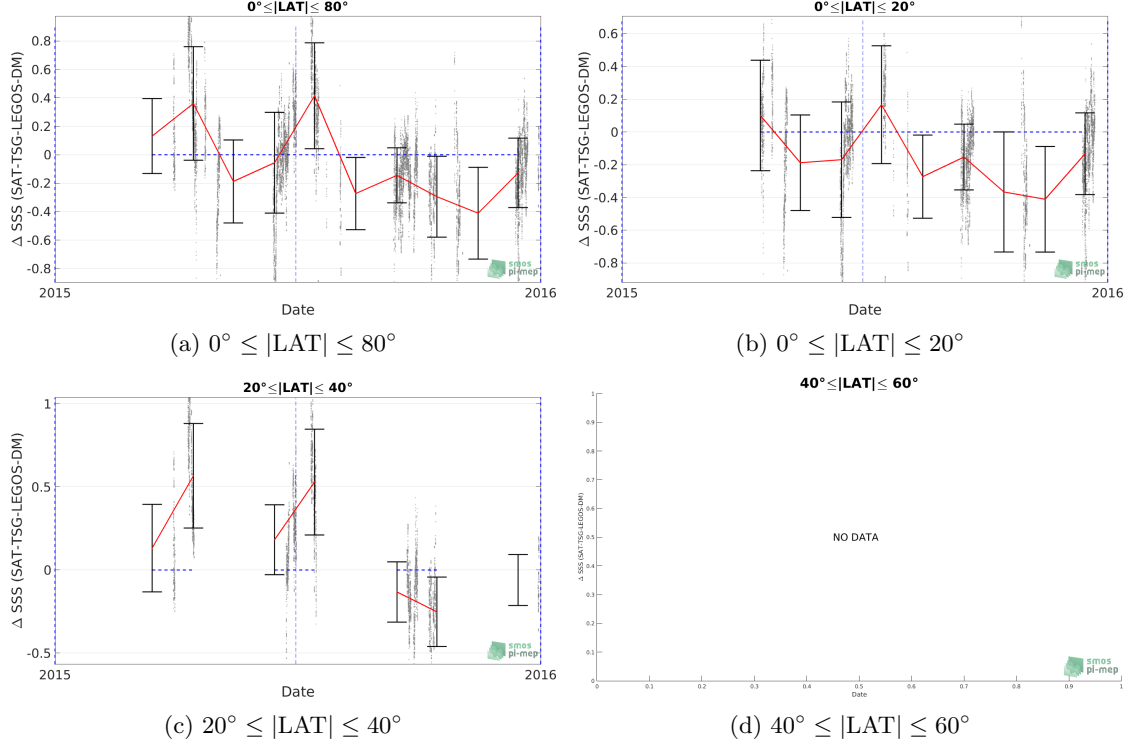 0°≤|LAT|≤ 80°
Δ SSS (SAT-TSG-LEGOS-DM)
0.8
0.6
0.4
0.2
0
-0.2
-0.4
-0.6
-0.8
2015
2016
Date
smos
pi-mep
(a) 0° ≤ |LAT| ≤ 80°
0°≤|LAT|≤ 20°
Δ SSS (SAT-TSG-LEGOS-DM)
0.6
0.4
0.2
0
-0.2
-0.4
-0.6
-0.8
2015
2016
Date
smos
pi-mep
(b) 0° ≤ |LAT| ≤ 20°
20°≤|LAT|≤ 40°
Δ SSS (SAT-TSG-LEGOS-DM)
1
0.5
0
-0.5
2015
2016
Date
smos
pi-mep
(c) 20° ≤ |LAT| ≤ 40°
40°≤|LAT|≤ 60°
Δ SSS (SAT-TSG-LEGOS-DM)
1
0.9
0.8
0.7
0.6
0.5
0.4
0.3
0.2
0.1
0
NO DATA
smos
pi-mep
0 0.1 0.2 0.3 0.4 0.5 0.6 0.7 0.8 0.9 1
Date
(d) 40° ≤ |LAT| ≤ 60°